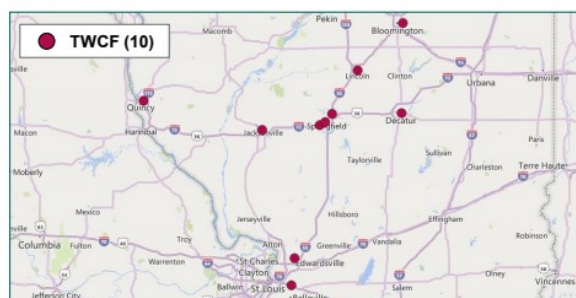 TWCF (10)
Pekin
Bloomington
Macomb
Lincoln
Clinton
Urbana
Danville
Quincy
Hannibal
Jacksonville
Springfield
Decatur
Macon
Paris
Sullivan
Taylorville
Charleston
Terre Haute
Moberly
Mexico
Jerseyville
Hillsboro
Effingham
Robinson
Columbia
Fulton
Troy
Alton
Greenville
Vandalia
Warrenton
St Charles
Edwardsville
Clayton
Olney
Vincennes
Jefferson City
Ballwin
St Louis
Belleville
Salem